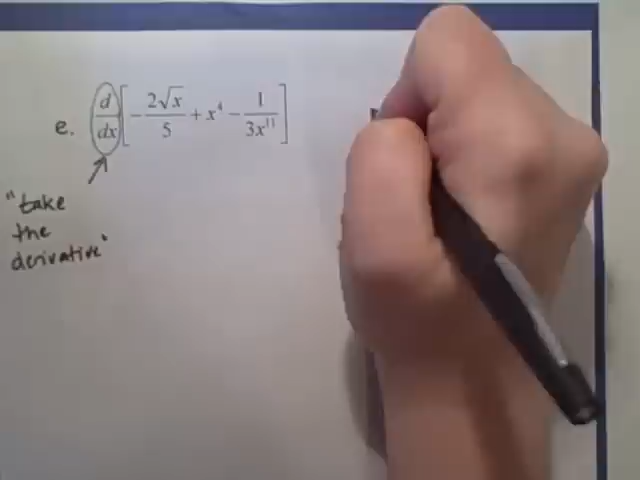 e. d/dx [ - 2√x/5 + x⁴ - 1/3x¹¹ ]
"take
the
derivative"